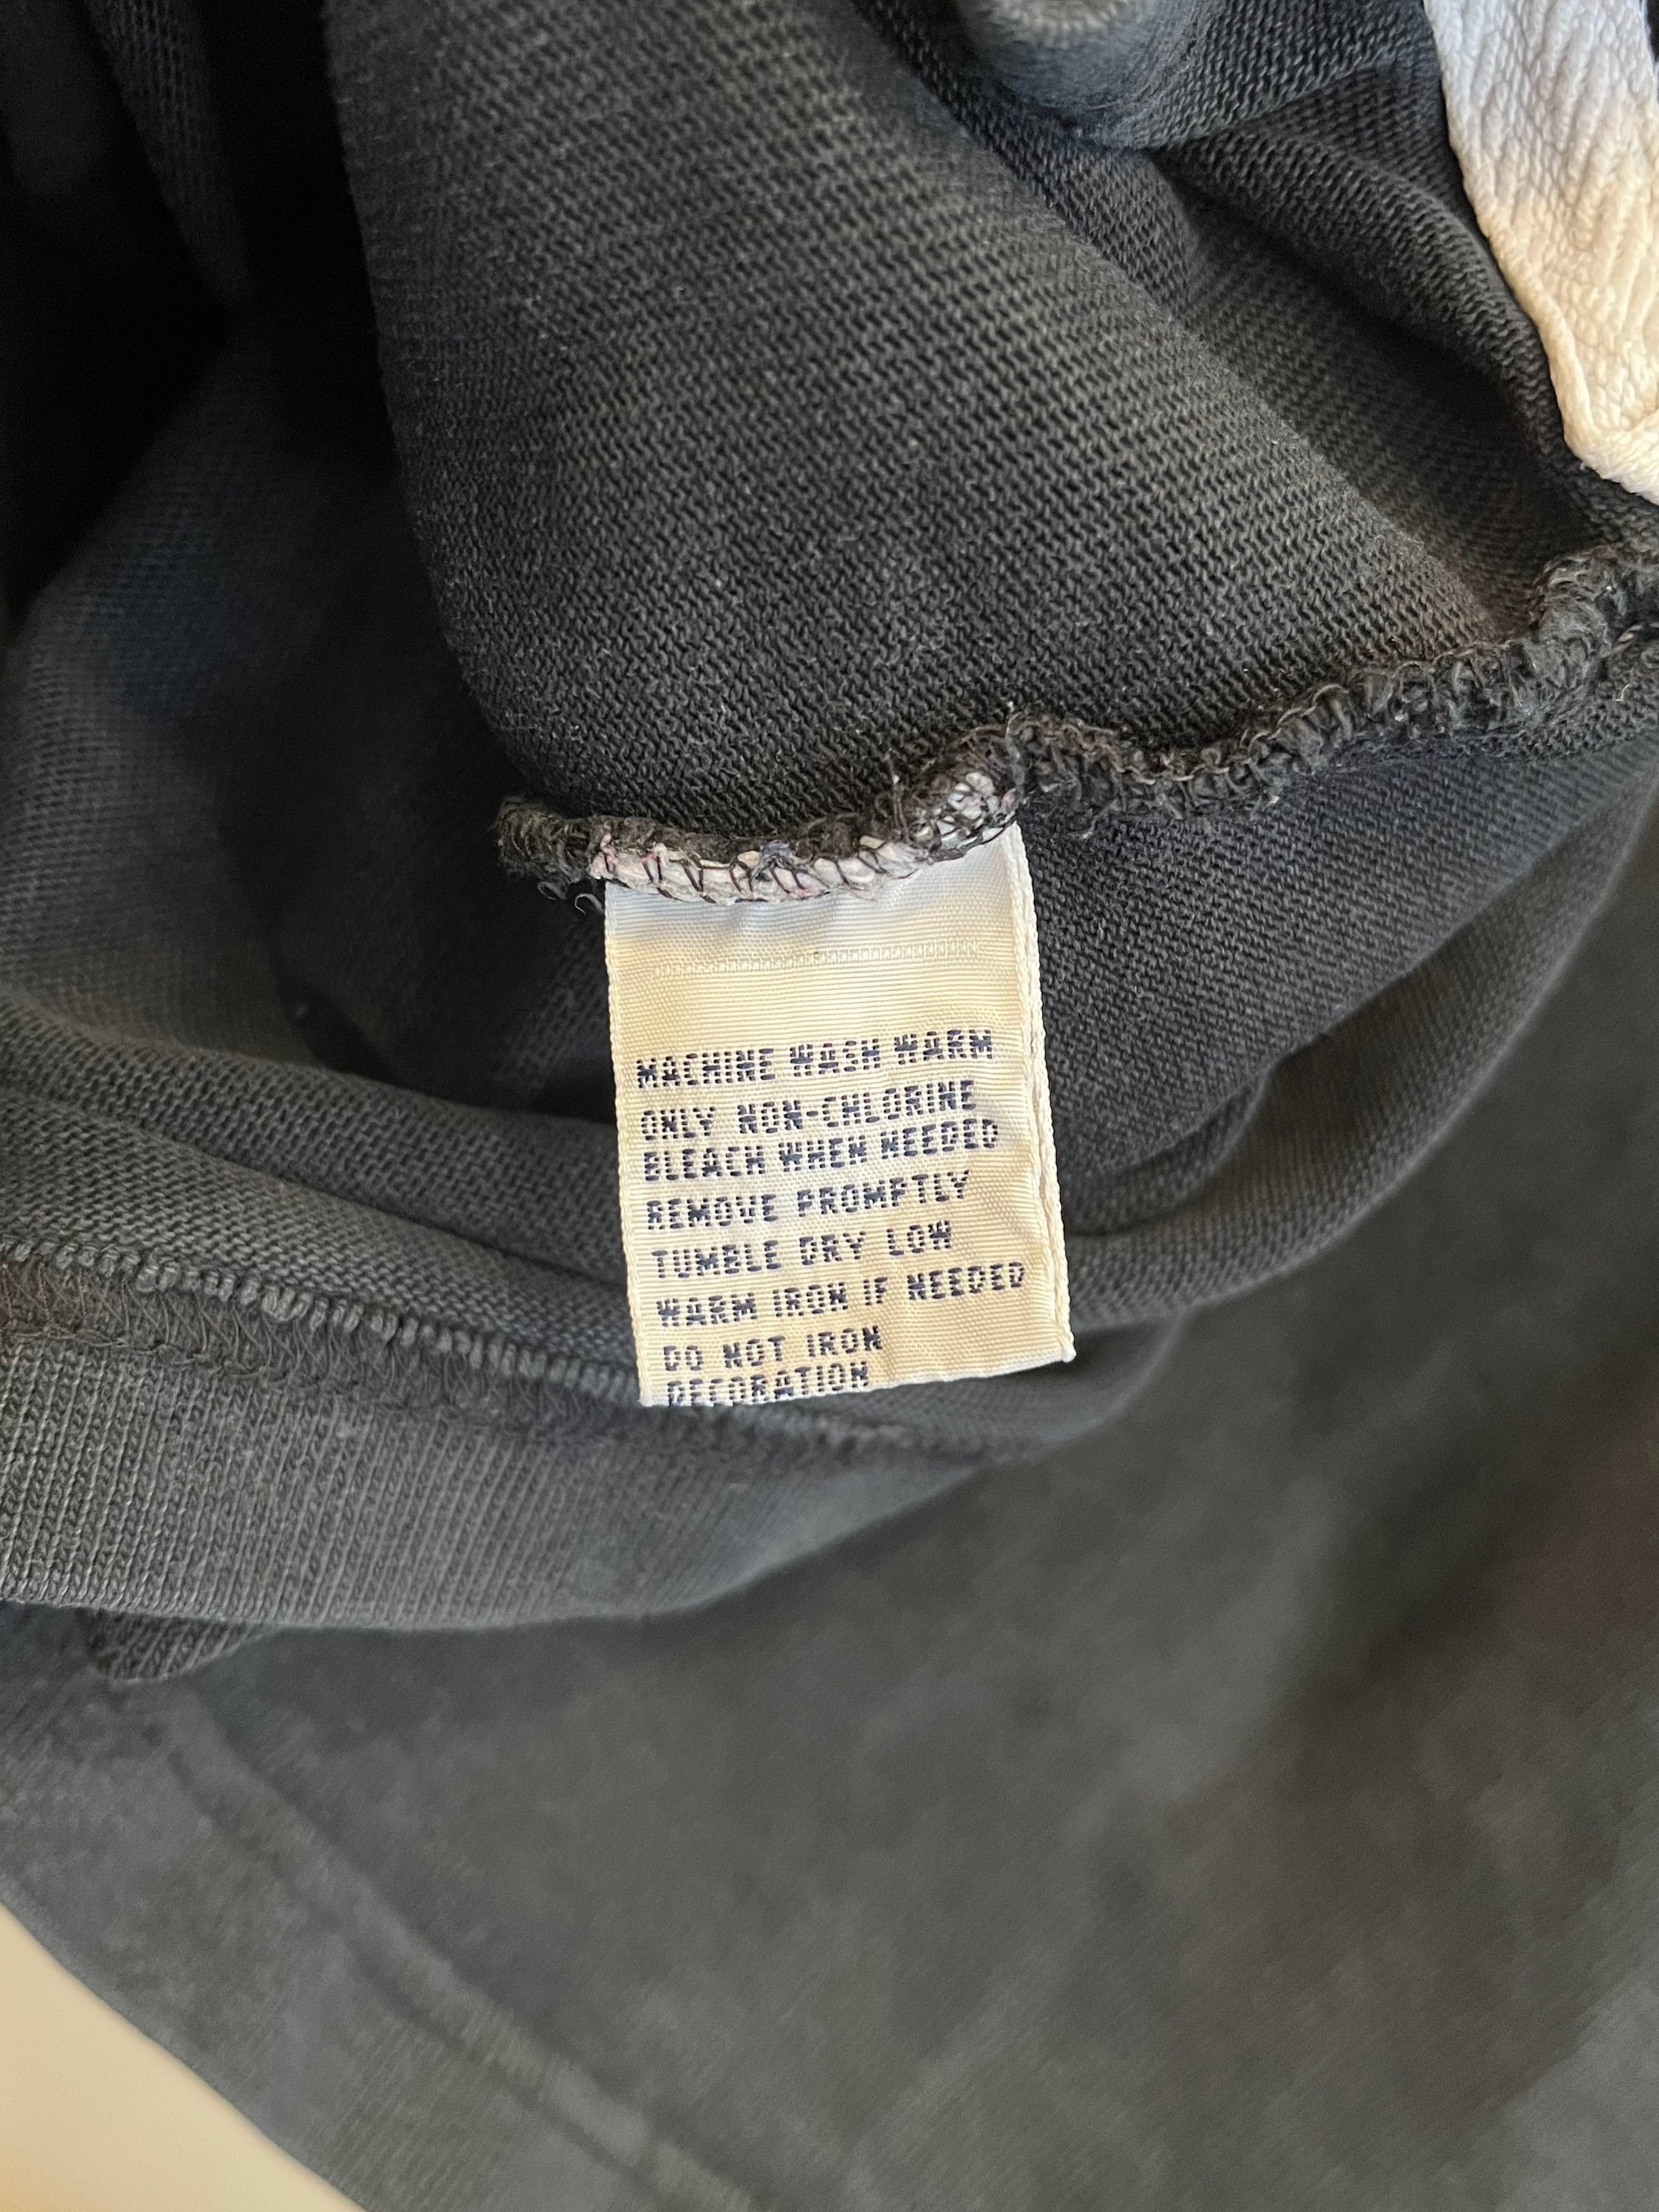 MACHINE WASH WARM
ONLY NON-CHLORINE
BLEACH WHEN NEEDED
REMOVE PROMPTLY
TUMBLE DRY LOW
WARM IRON IF NEEDED
DO NOT IRON
DECORATION